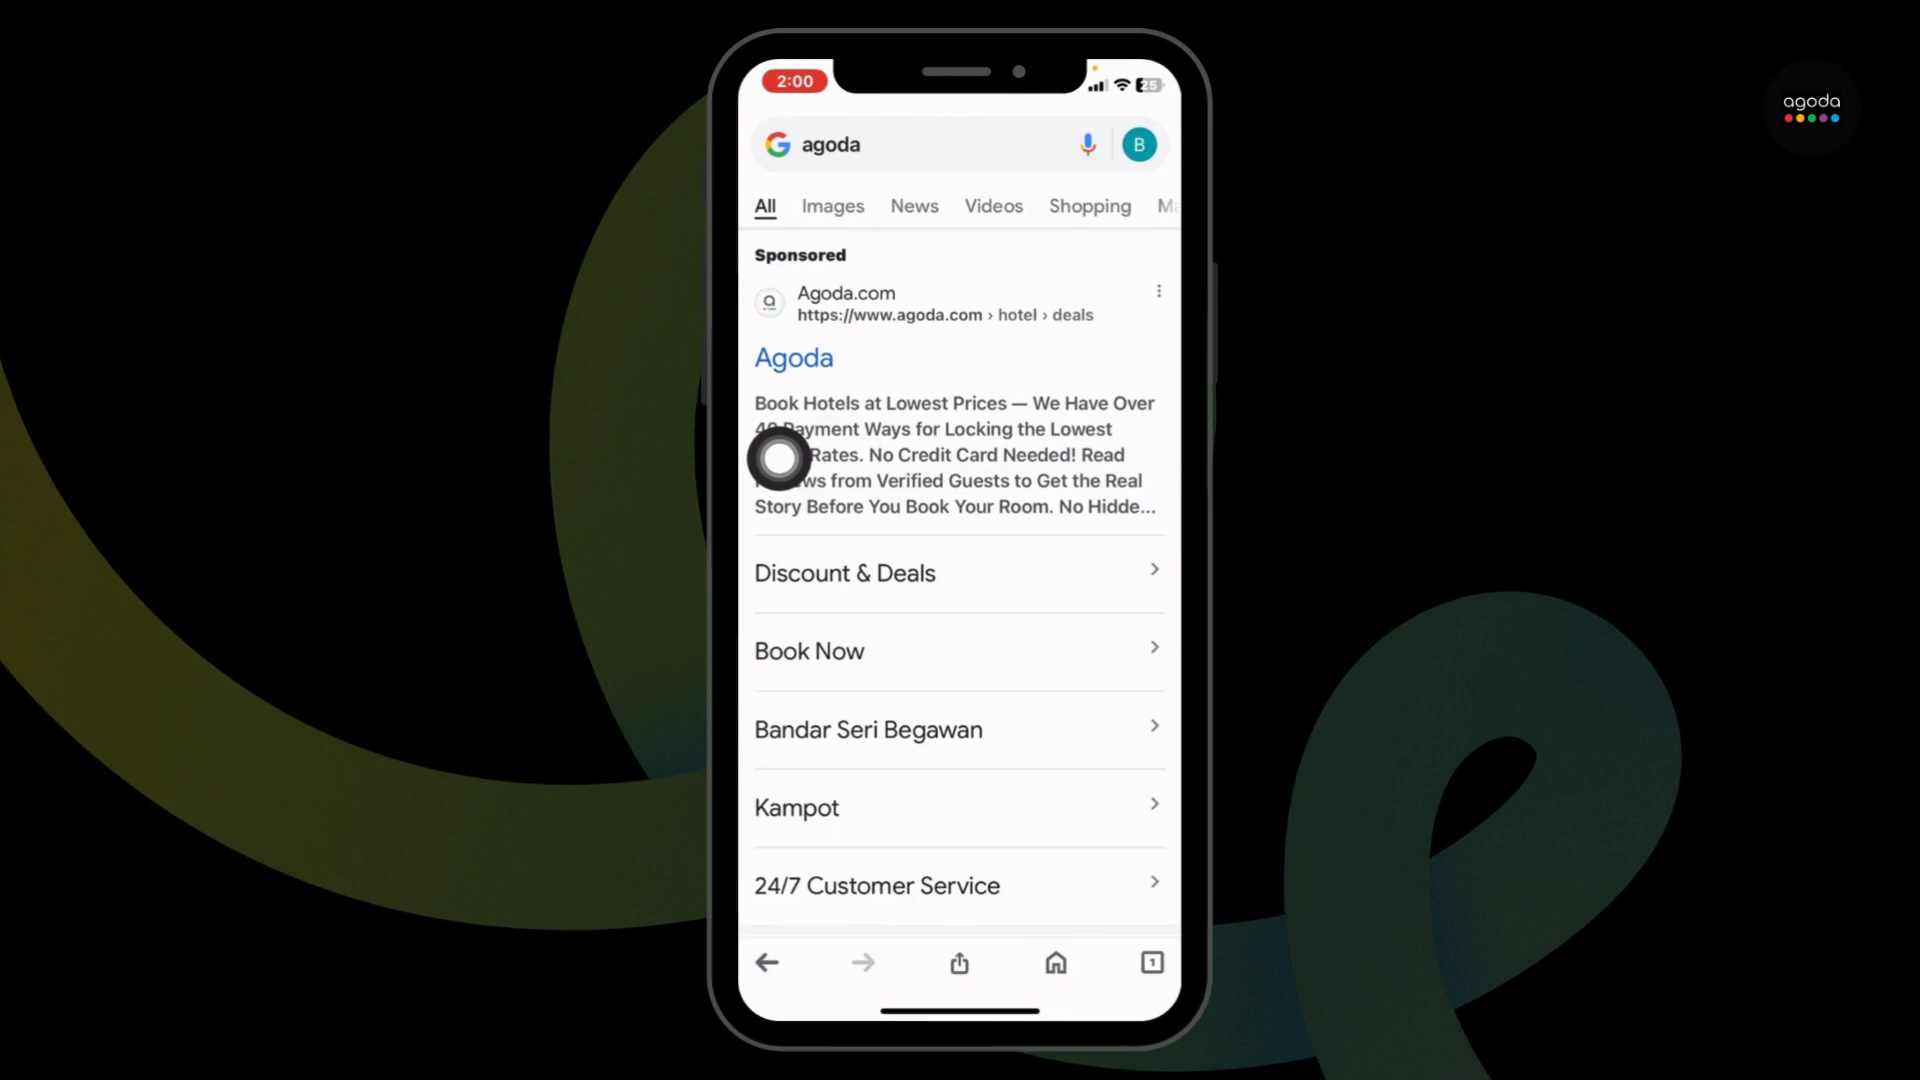 2:00
25
agoda
agoda
B
All Images News Videos Shopping
Sponsored
Agoda.com
https://www.agoda.com › hotel › deals
Agoda
Book Hotels at Lowest Prices — We Have Over
Payment Ways for Locking the Lowest
Rates. No Credit Card Needed! Read
from Verified Guests to Get the Real
Story Before You Book Your Room. No Hidde...
Discount & Deals
Book Now
Bandar Seri Begawan
Kampot
24/7 Customer Service
1